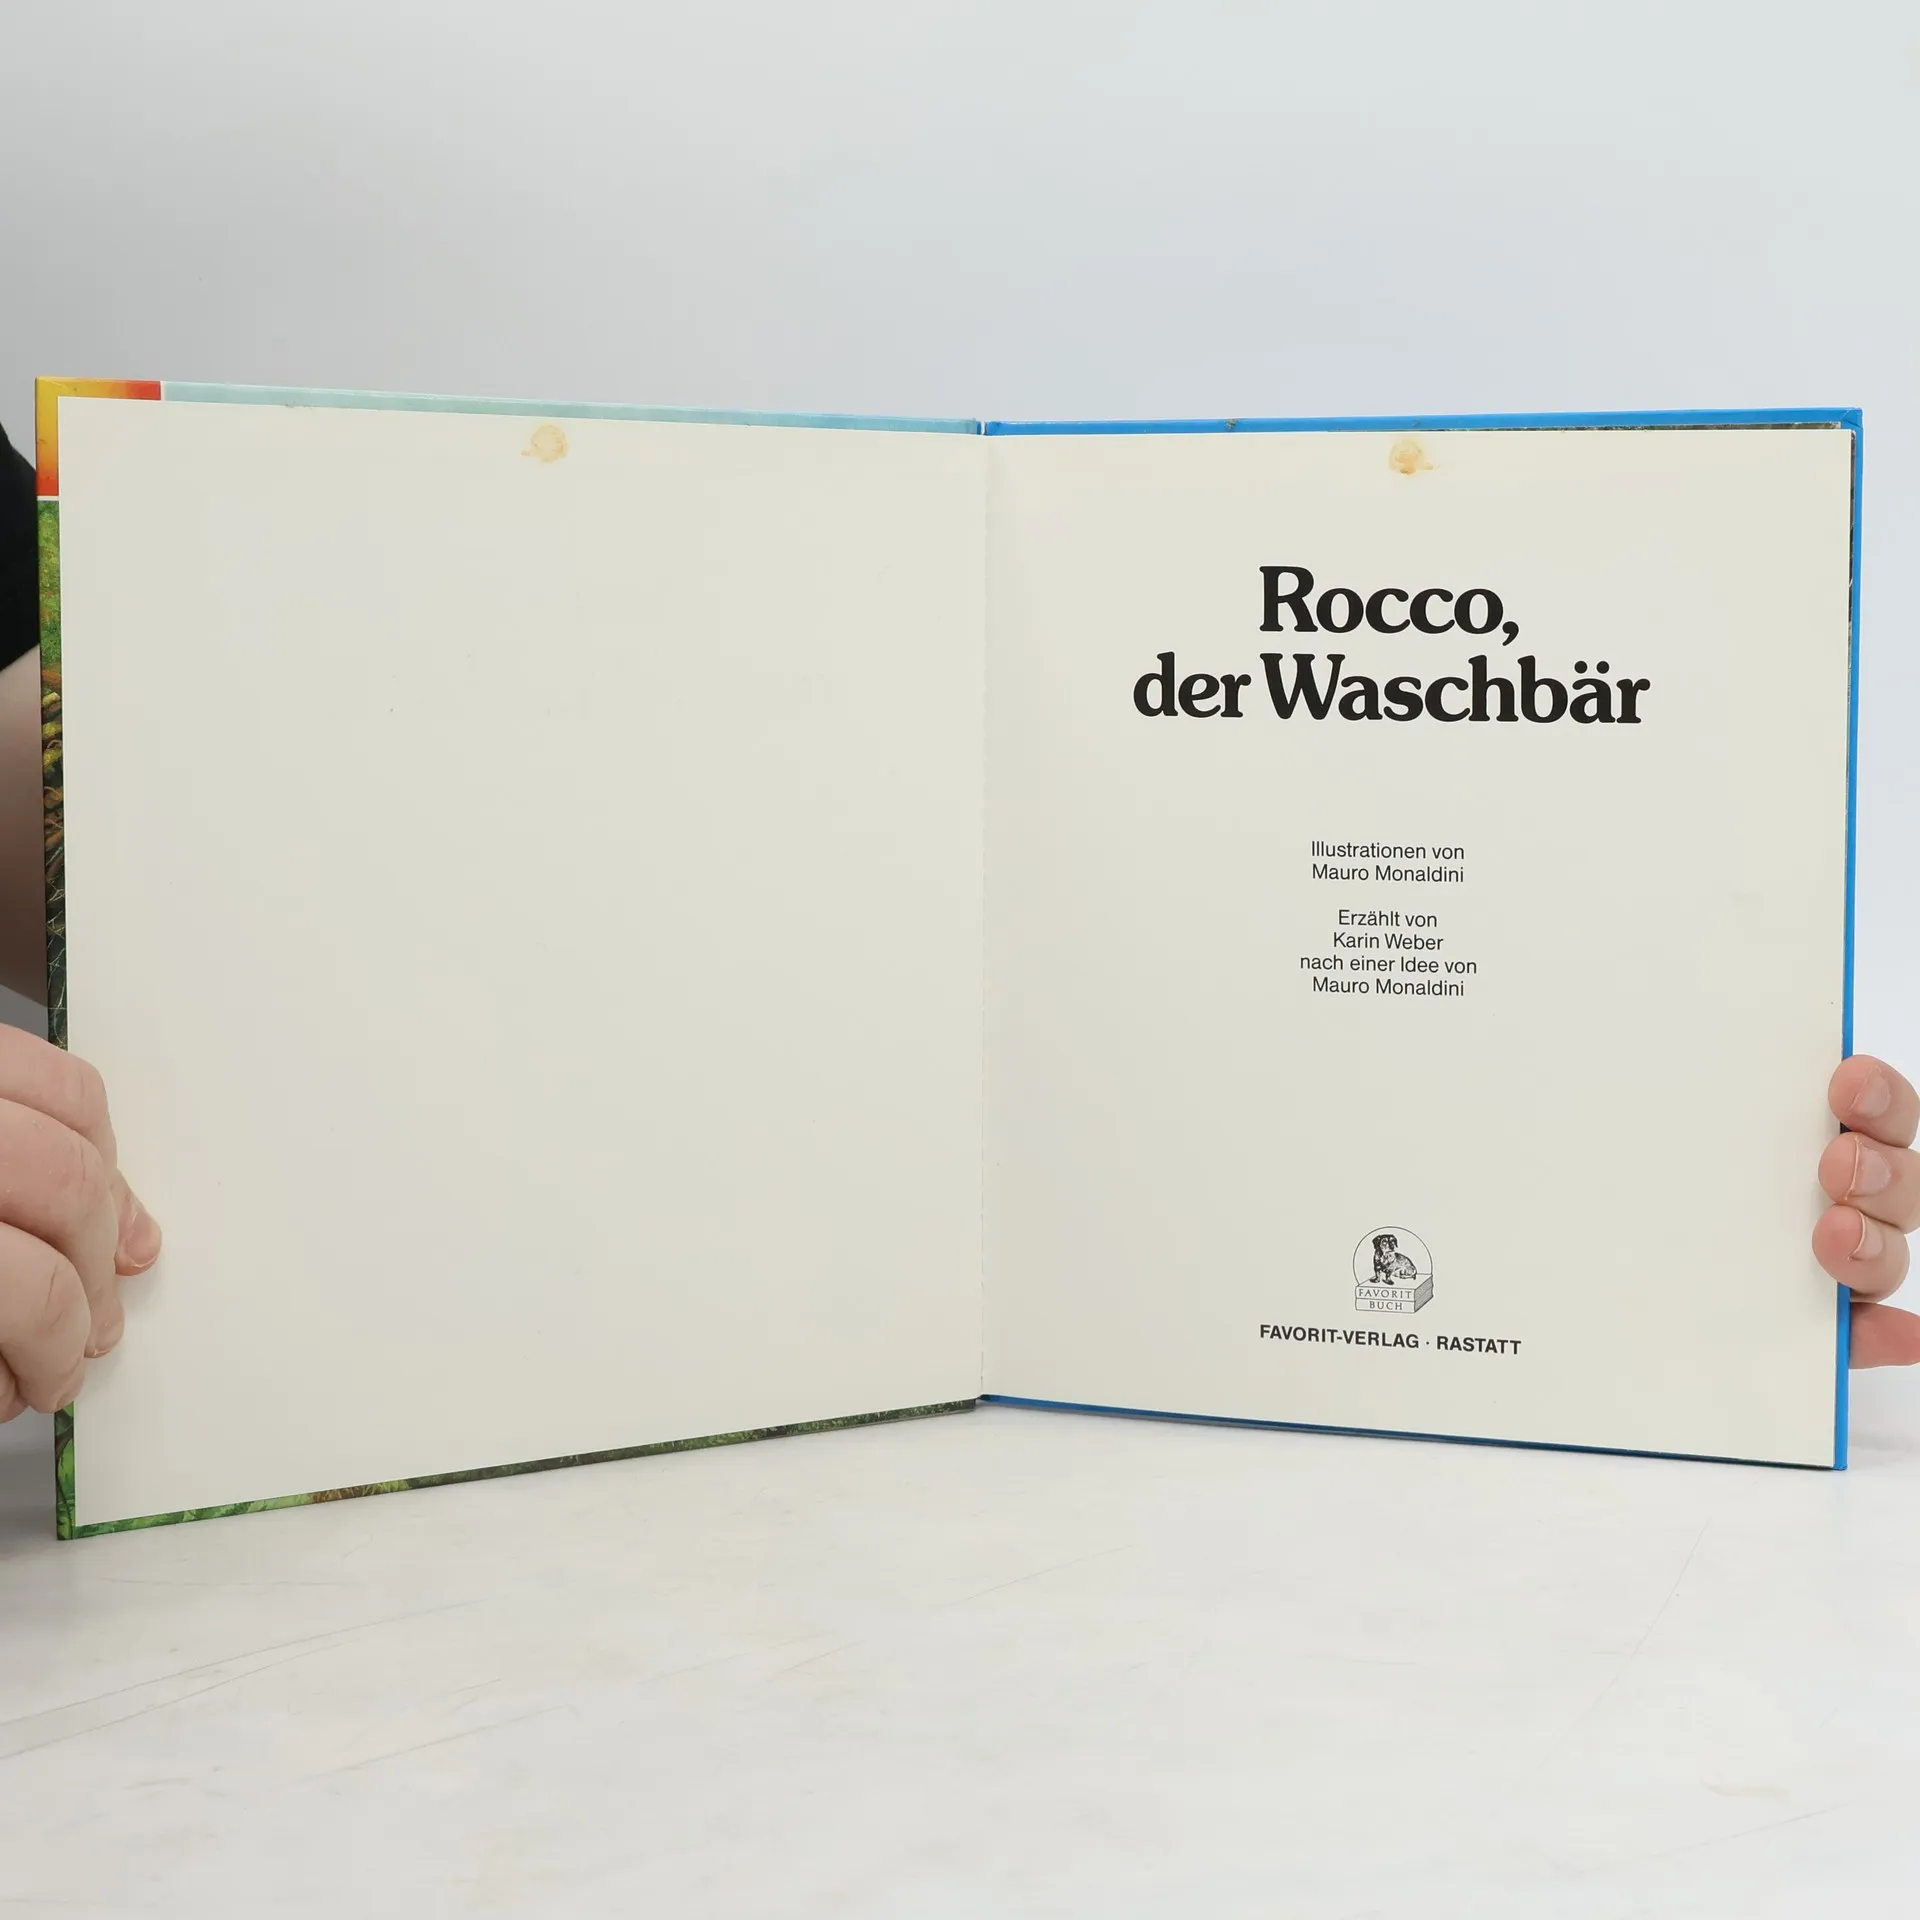 Rocco,
der Waschbär
Illustrationen von
Mauro Monaldini
Erzählt von
Karin Weber
nach einer Idee von
Mauro Monaldini
FAVORIT
BUCH
FAVORIT-VERLAG · RASTATT